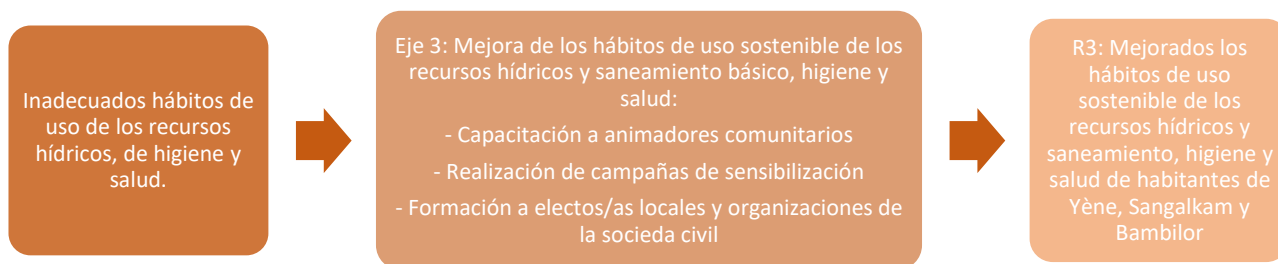 Inadecuados hábitos de
uso de los recursos
hídricos, de higiene y
salud.
Eje 3: Mejora de los hábitos de uso sostenible de los
recursos hídricos y saneamiento básico, higiene y
salud:
- Capacitación a animadores comunitarios
- Realización de campañas de sensibilización
- Formación a electos/as locales y organizaciones de
la socieda civil
R3: Mejorados los
hábitos de uso
sostenible de los
recursos hídricos y
saneamiento, higiene y
salud de habitantes de
Yène, Sangalkam y
Bambilor